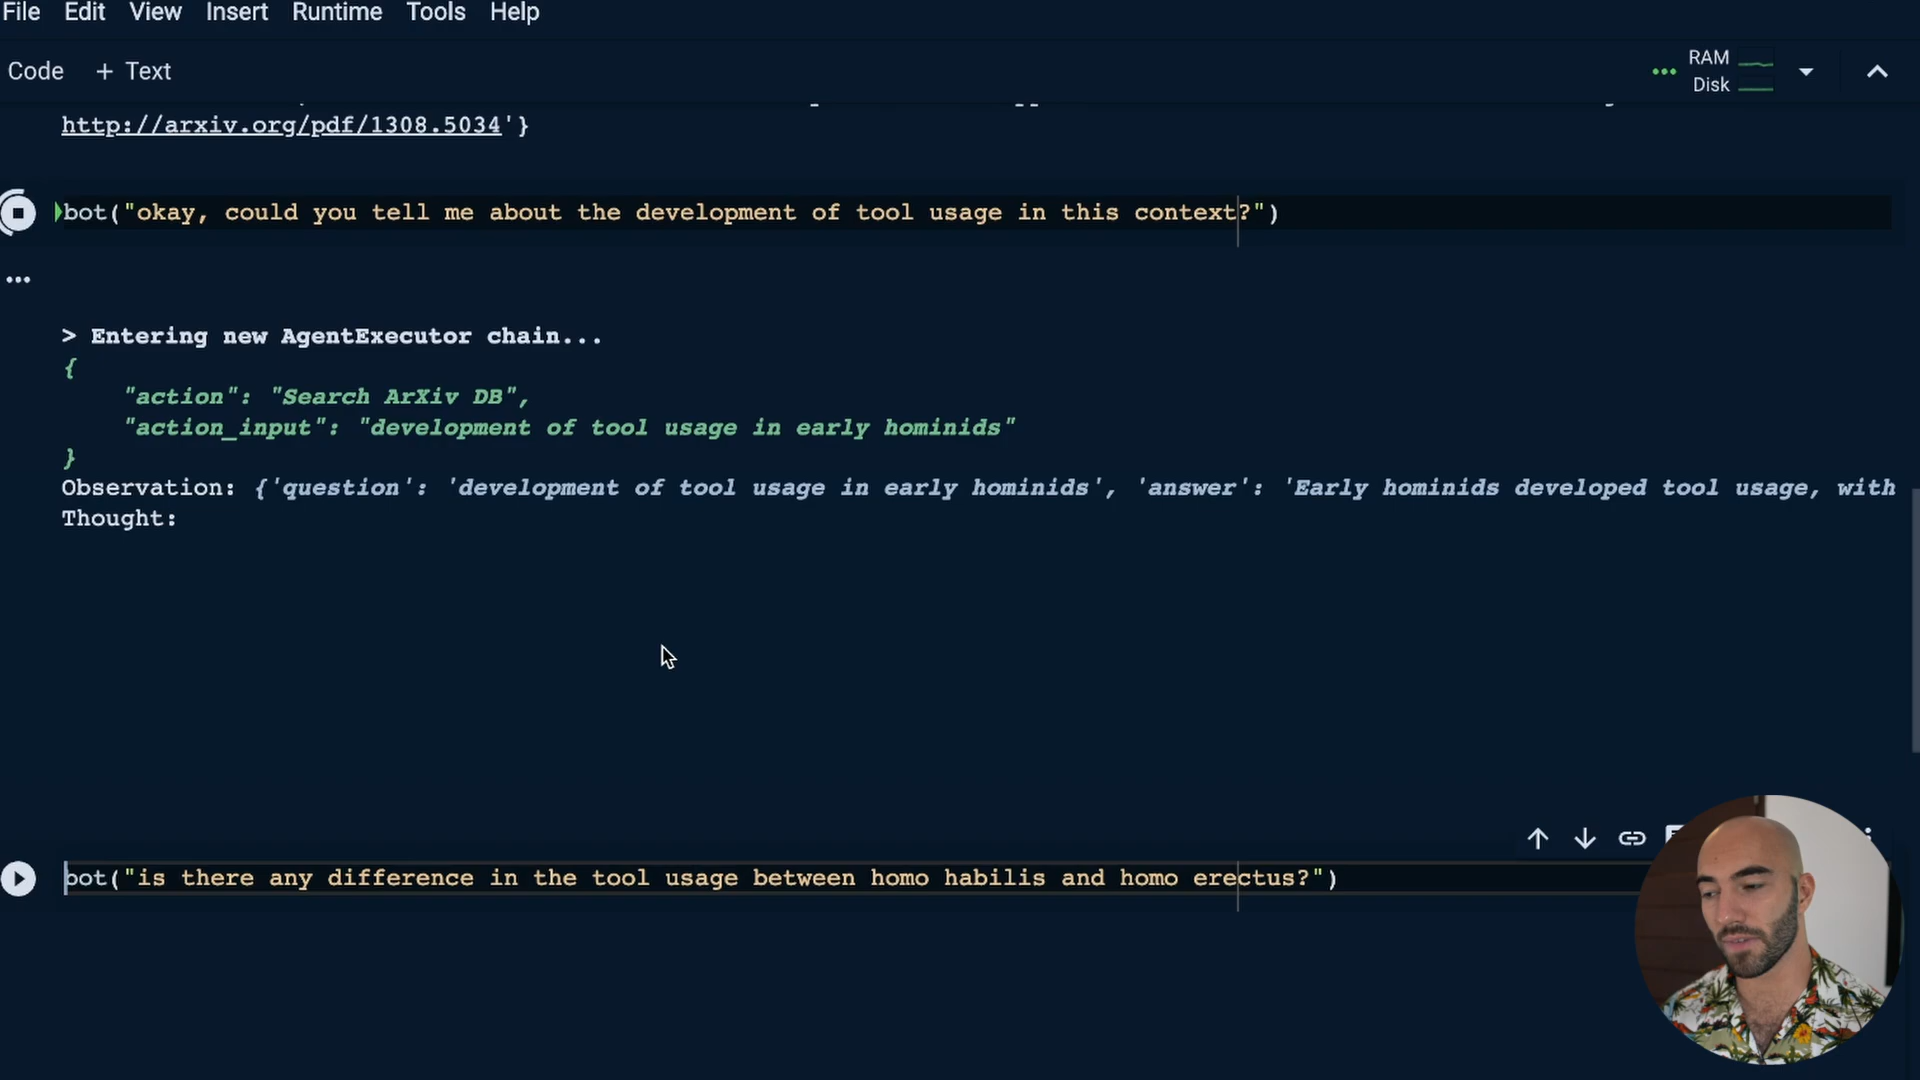 File Edit View Insert Runtime Tools Help
Code + Text
RAM
Disk
http://arxiv.org/pdf/1308.5034'}
bot("okay, could you tell me about the development of tool usage in this context?")
...
> Entering new AgentExecutor chain...
{
"action": "Search ArXiv DB",
"action_input": "development of tool usage in early hominids"
}
Observation: {'question': 'development of tool usage in early hominids', 'answer': 'Early hominids developed tool usage, with
Thought:
bot("is there any difference in the tool usage between homo habilis and homo erectus?")